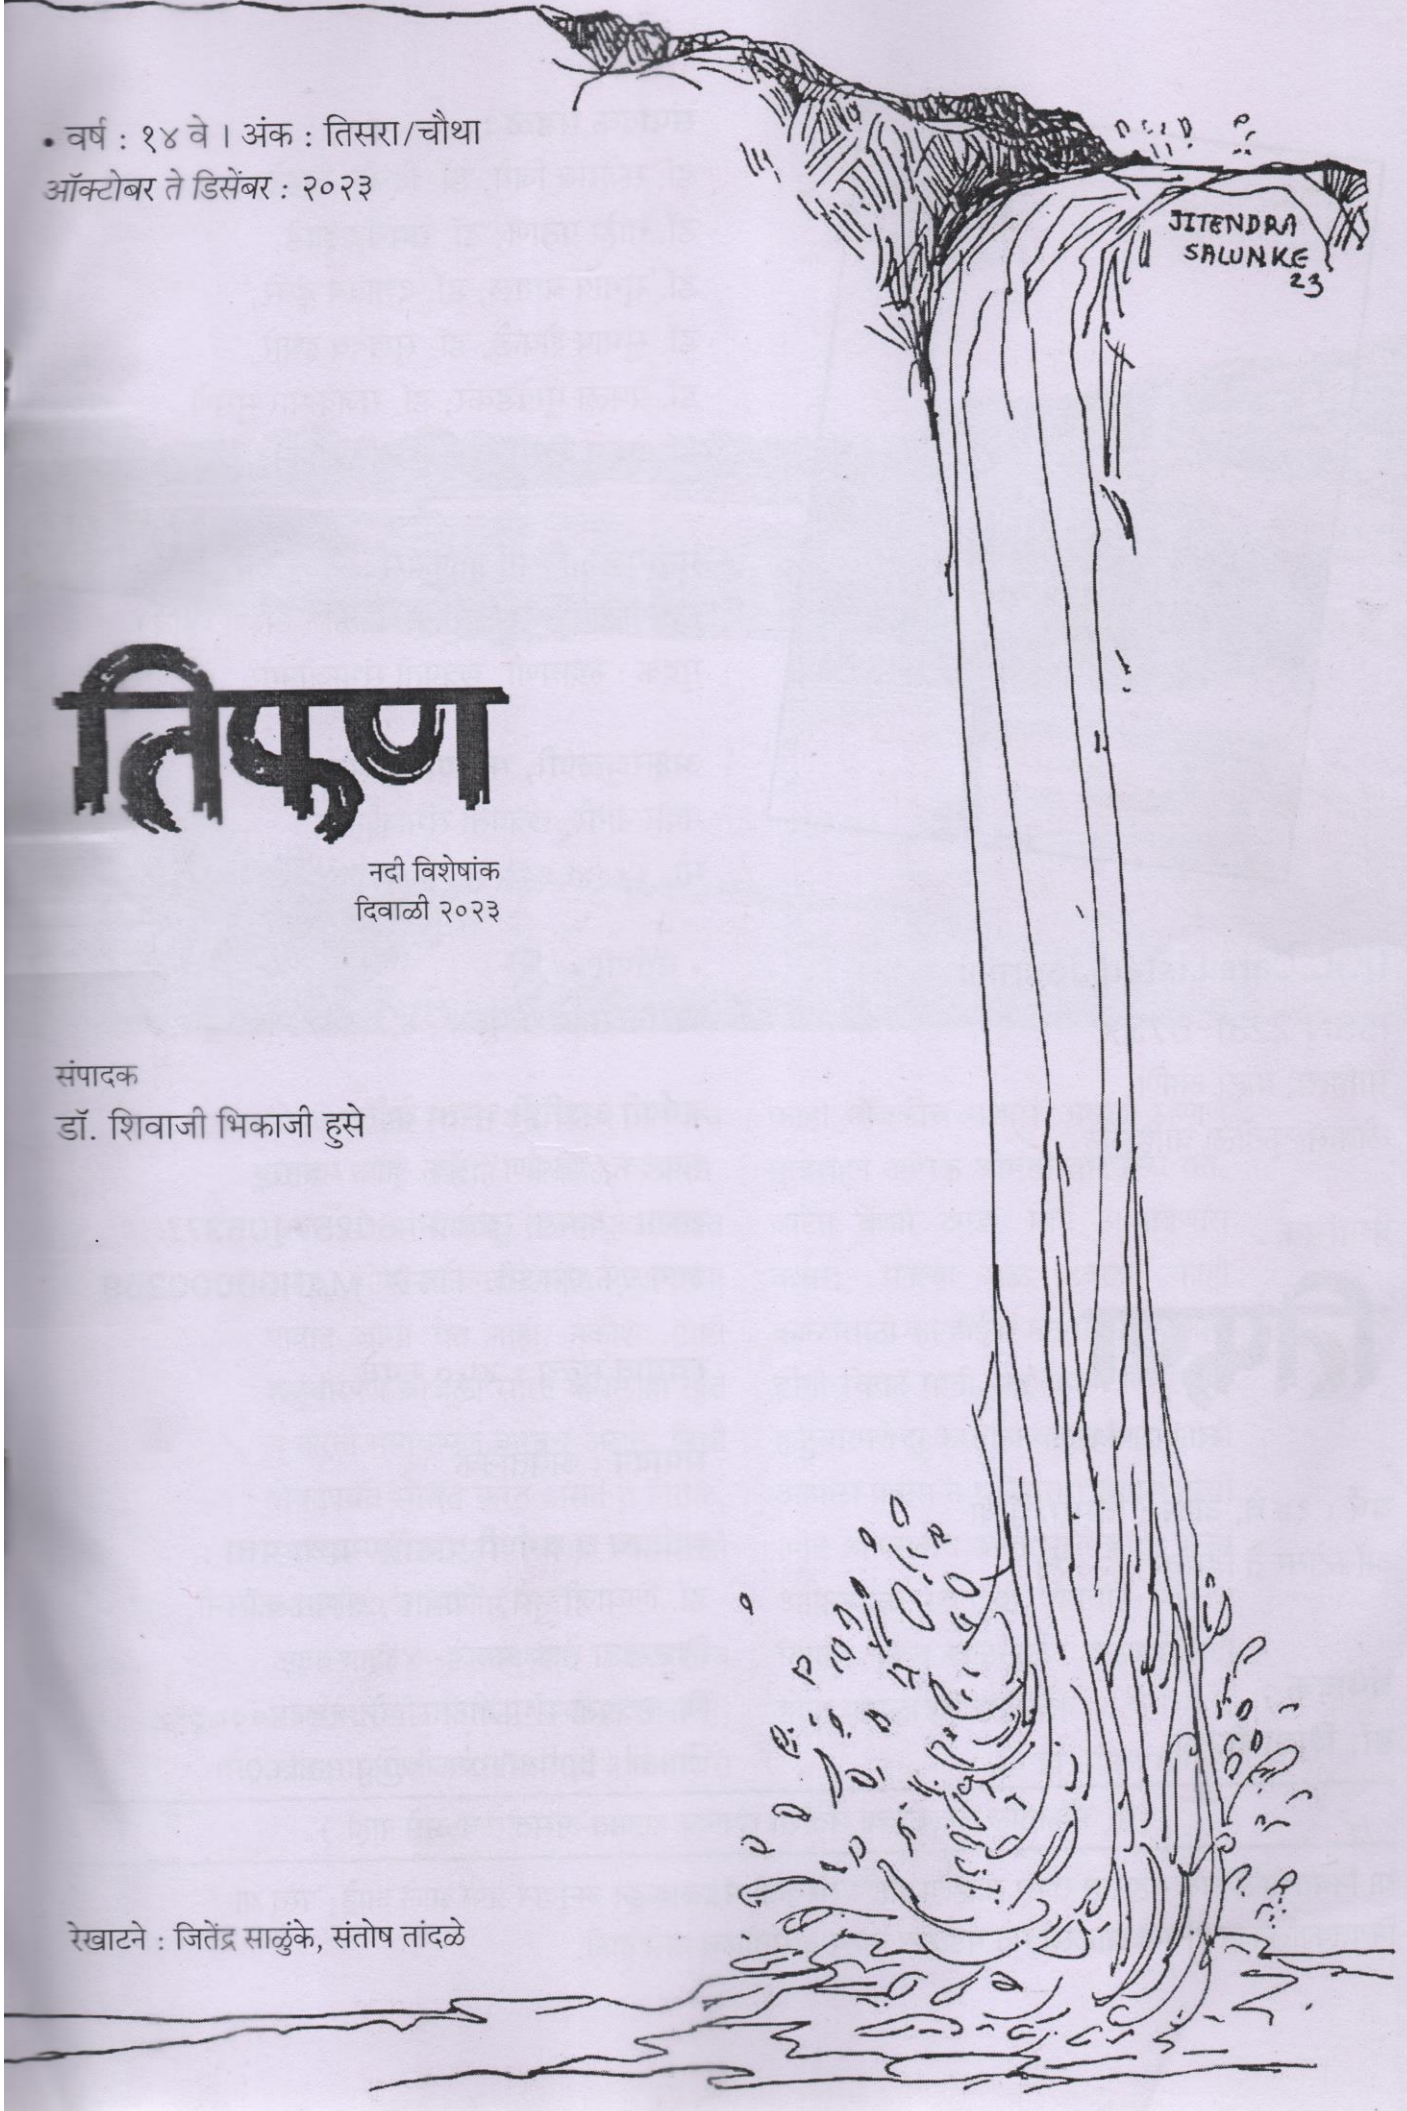 • वर्ष : १४ वे । अंक : तिसरा/चौथा
ऑक्टोबर ते डिसेंबर : २०२३
JITENDRA
SALUNKE
23
तिफण
नदी विशेषांक
दिवाळी २०२३
संपादक
डॉ. शिवाजी भिकाजी हुसे
रेखाटने : जितेंद्र साळुंके, संतोष तांदळे